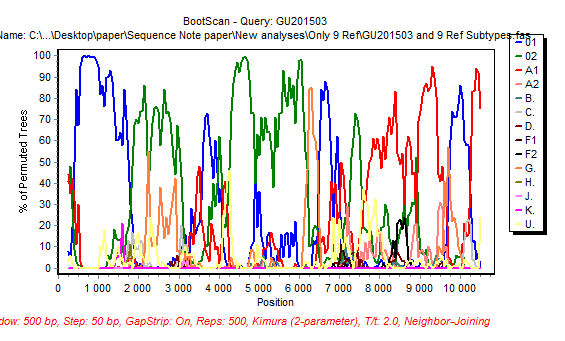 BootScan - Query: GU201503
Name: C:\...\Desktop\paper\Sequence Note paper\New analyses\Only 9 Ref\GU201503 and 9 Ref Subtypes.fas
100
90
80
70
60
50
40
30
20
10
0
% of Permuted Trees
0 1 000 2 000 3 000 4 000 5 000 6 000 7 000 8 000 9 000 10 000
Position
01
02
A1
A2
B.
C.
D.
F1
F2
G.
H.
J.
K.
U.
dow: 500 bp, Step: 50 bp, GapStrip: On, Reps: 500, Kimura (2-parameter), T/t: 2.0, Neighbor-Joining